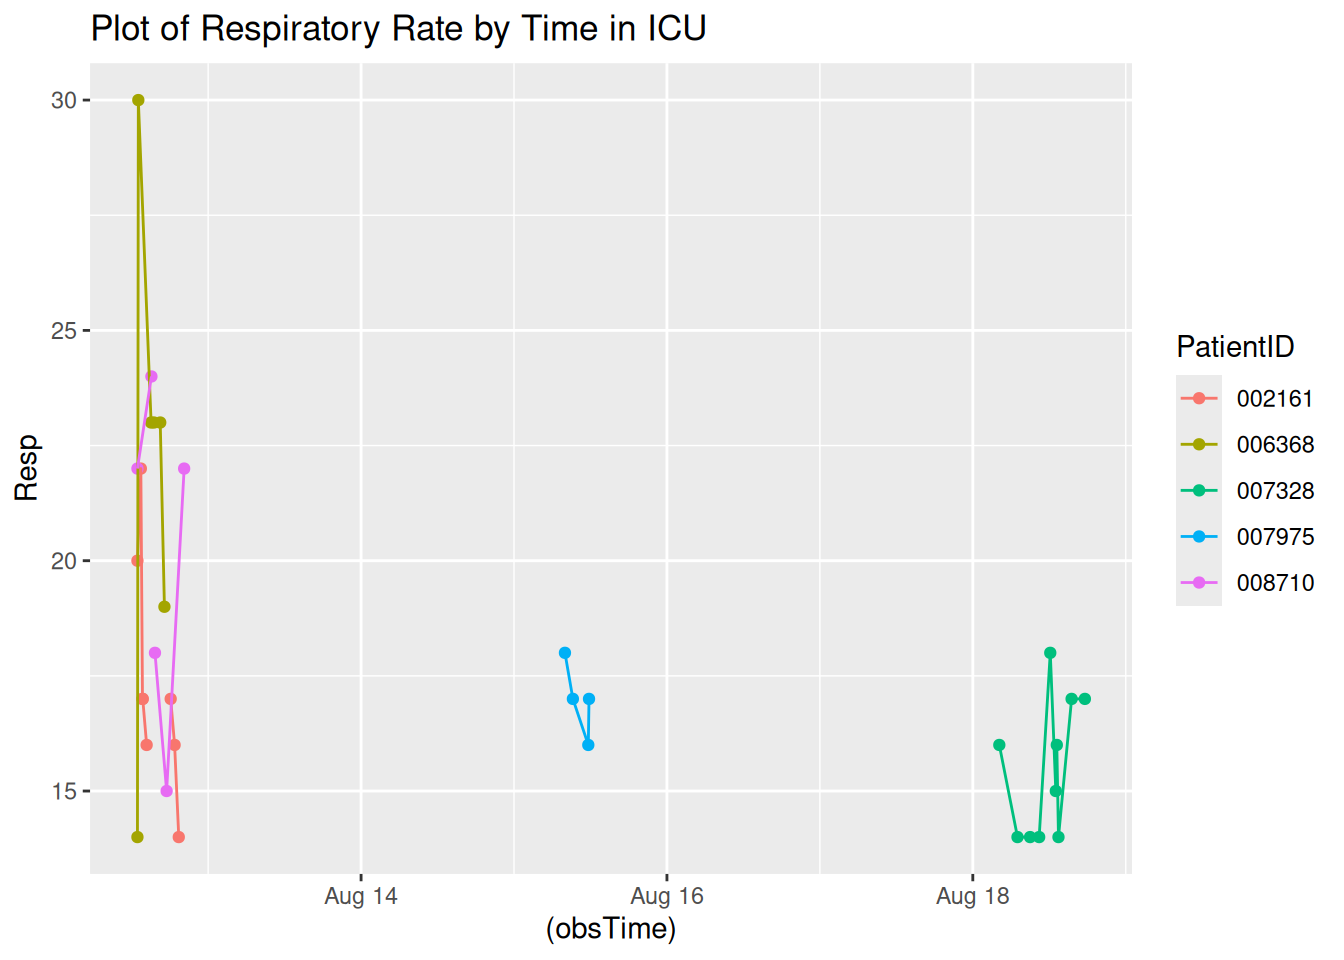 Plot of Respiratory Rate by Time in ICU
30
25
20
15
Resp
Aug 14
Aug 16
Aug 18
(obsTime)
PatientID
002161
006368
007328
007975
008710